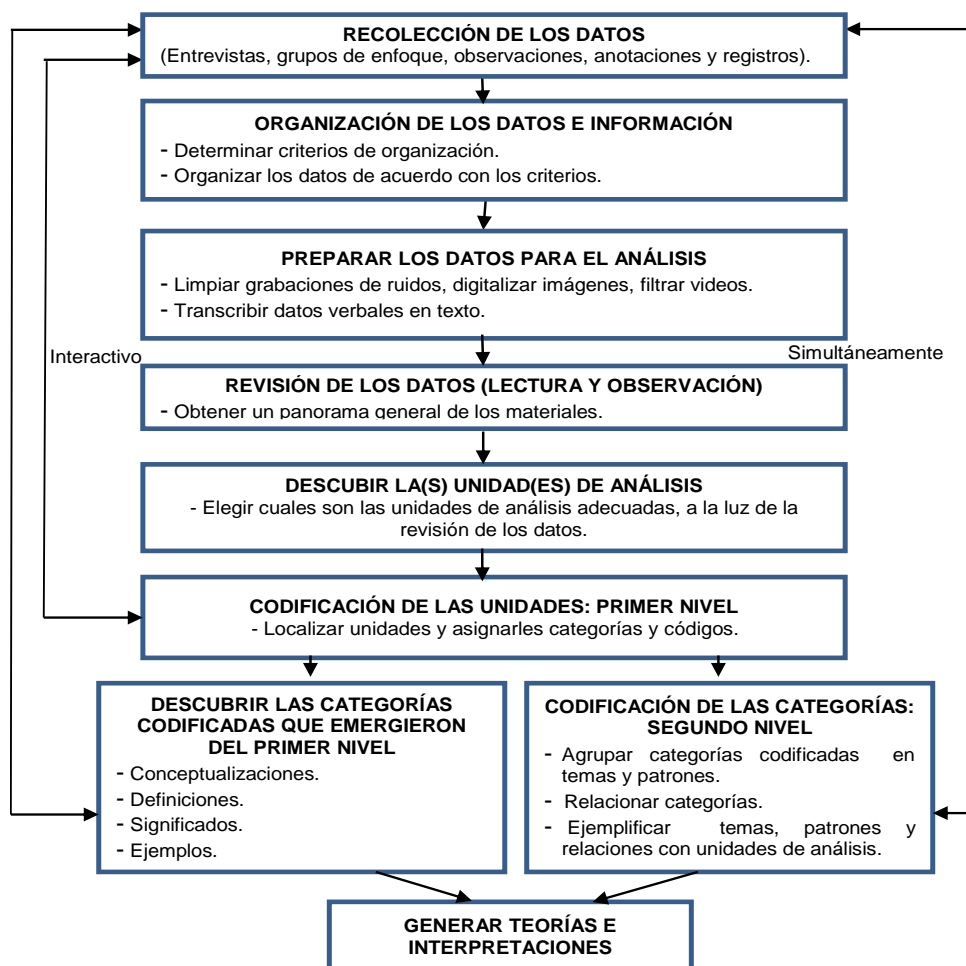 RECOLECCIÓN DE LOS DATOS
(Entrevistas, grupos de enfoque, observaciones, anotaciones y registros).
ORGANIZACIÓN DE LOS DATOS E INFORMACIÓN
- Determinar criterios de organización.
- Organizar los datos de acuerdo con los criterios.
PREPARAR LOS DATOS PARA EL ANÁLISIS
- Limpiar grabaciones de ruidos, digitalizar imágenes, filtrar videos.
- Transcribir datos verbales en texto.
Interactivo
Simultáneamente
REVISIÓN DE LOS DATOS (LECTURA Y OBSERVACIÓN)
- Obtener un panorama general de los materiales.
DESCUBIR LA(S) UNIDAD(ES) DE ANÁLISIS
- Elegir cuales son las unidades de análisis adecuadas, a la luz de la
revisión de los datos.
CODIFICACIÓN DE LAS UNIDADES: PRIMER NIVEL
- Localizar unidades y asignarles categorías y códigos.
DESCUBRIR LAS CATEGORÍAS
CODIFICADAS QUE EMERGIERON
DEL PRIMER NIVEL
- Conceptualizaciones.
- Definiciones.
- Significados.
- Ejemplos.
CODIFICACIÓN DE LAS CATEGORÍAS:
SEGUNDO NIVEL
- Agrupar categorías codificadas en
temas y patrones.
- Relacionar categorías.
- Ejemplificar temas, patrones y
relaciones con unidades de análisis.
GENERAR TEORÍAS E
INTERPRETACIONES